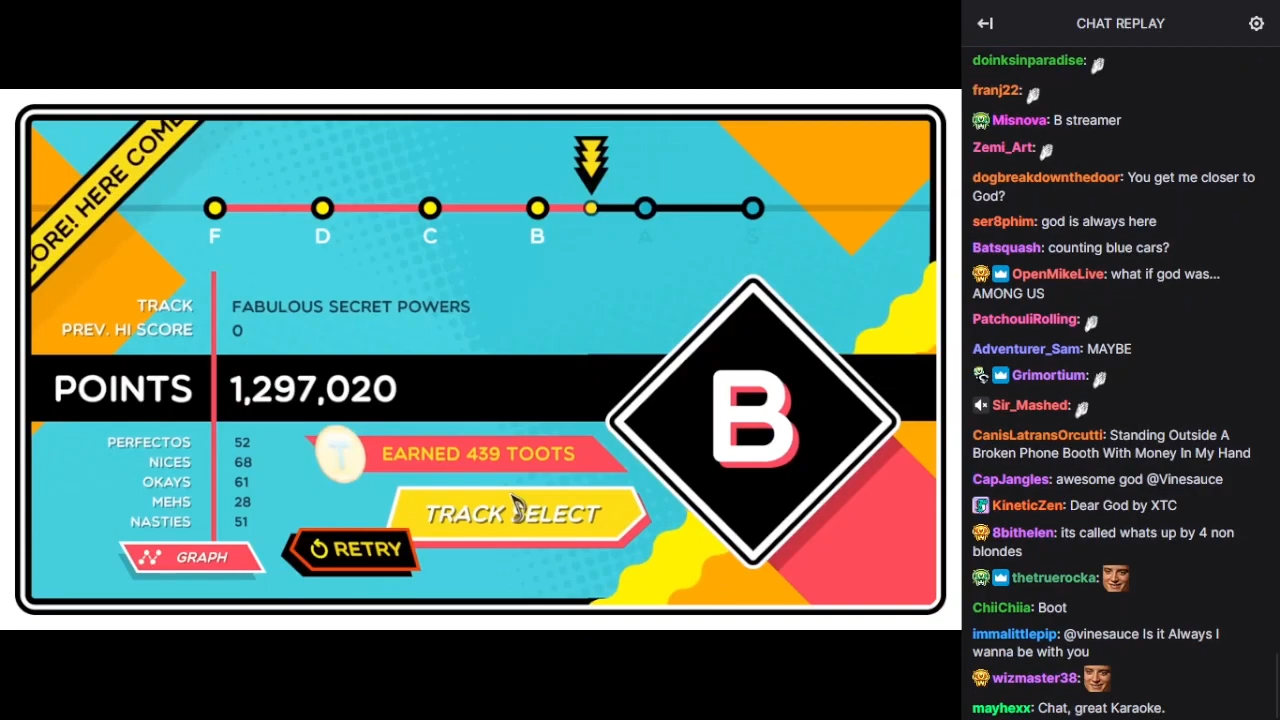 CORE! HERE COME
F D C B A S
TRACK FABULOUS SECRET POWERS
PREV. HI SCORE 0
POINTS 1,297,020
PERFECTOS 52
NICES 68
OKAYS 61
MEHS 28
NASTIES 51
B
T
EARNED 439 TOOTS
TRACK SELECT
GRAPH
RETRY
CHAT REPLAY
doinksinparadise:
franj22:
Misnova: B streamer
Zemi_Art:
dogbreakdownthedoor: You get me closer to
God?
ser8phim: god is always here
Batsquash: counting blue cars?
OpenMikeLive: what if god was...
AMONG US
PatchouliRolling:
Adventurer_Sam: MAYBE
Grimortium:
Sir_Mashed:
CanisLatransOrcutti: Standing Outside A
Broken Phone Booth With Money In My Hand
CapJangles: awesome god @Vinesauce
KineticZen: Dear God by XTC
8bithelen: its called whats up by 4 non
blondes
thetruerocka:
ChiiChiia: Boot
immalittlepip: @vinesauce Is it Always I
wanna be with you
wizmaster38:
mayhexx: Chat, great Karaoke.